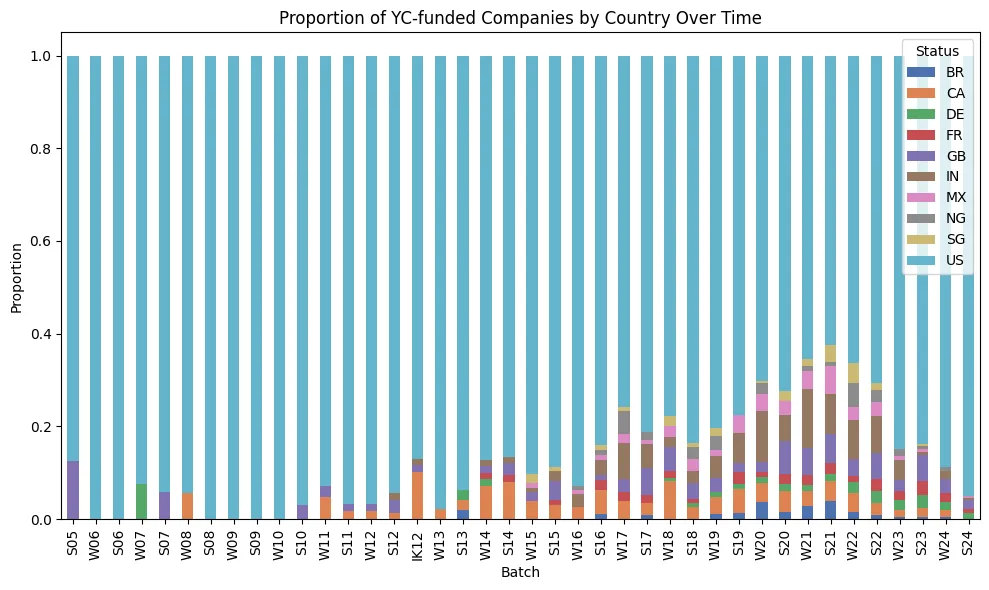 Proportion of YC-funded Companies by Country Over Time
Proportion
1.0
0.8
0.6
0.4
0.2
0.0
Status
BR
CA
DE
FR
GB
IN
MX
NG
SG
US
S05
W06
S06
W07
S07
W08
S08
W09
S09
W10
S10
W11
S11
W12
S12
IK12
W13
S13
W14
S14
W15
S15
W16
S16
W17
S17
W18
S18
W19
S19
W20
S20
W21
S21
W22
S22
W23
S23
W24
S24
Batch